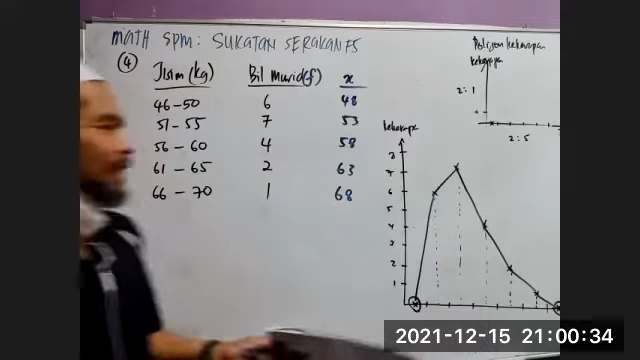 MATH SPM: SUKATAN SERAKAN F5
④ Jisim (kg) Bil Murid (f) x
46-50 6 48
51-55 7 53
56-60 4 58
61-65 2 63
66-70 1 68
Poligon kekerapan
kekerapan
2:1
2:5
kekerapan
8
7
6
5
4
3
2
1
2021-12-15 21:00:34